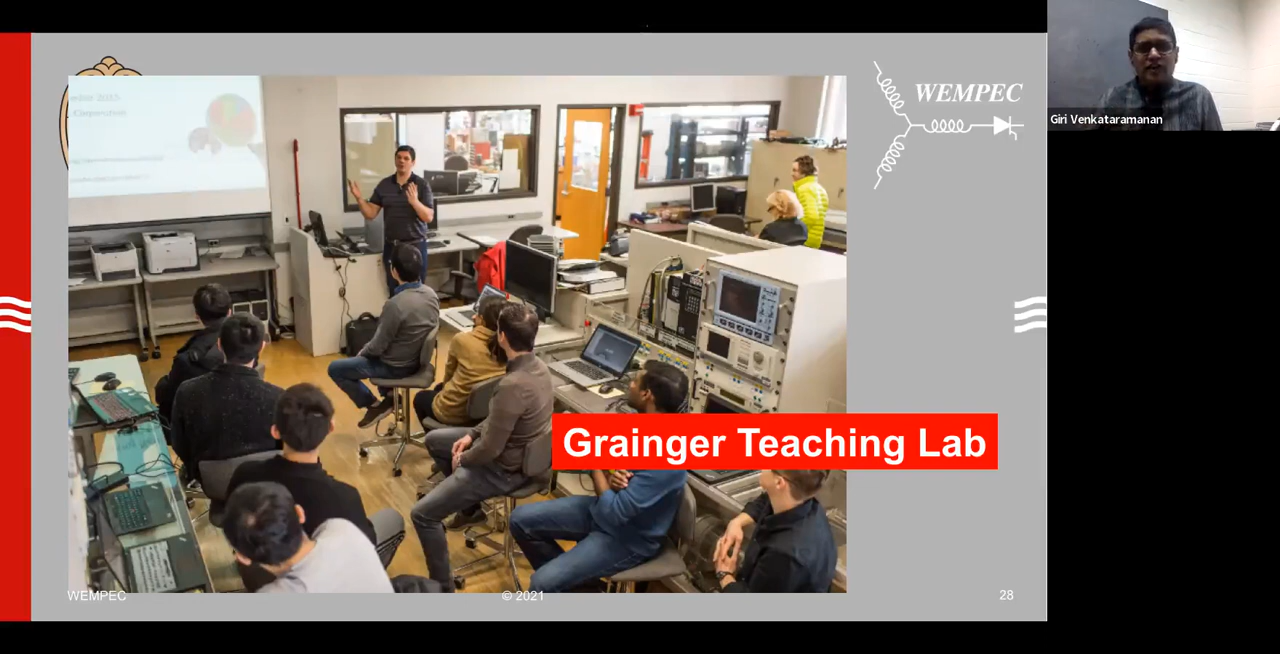 WEMPEC
Giri Venkataramanan
Grainger Teaching Lab
WEMPEC
© 2021
28